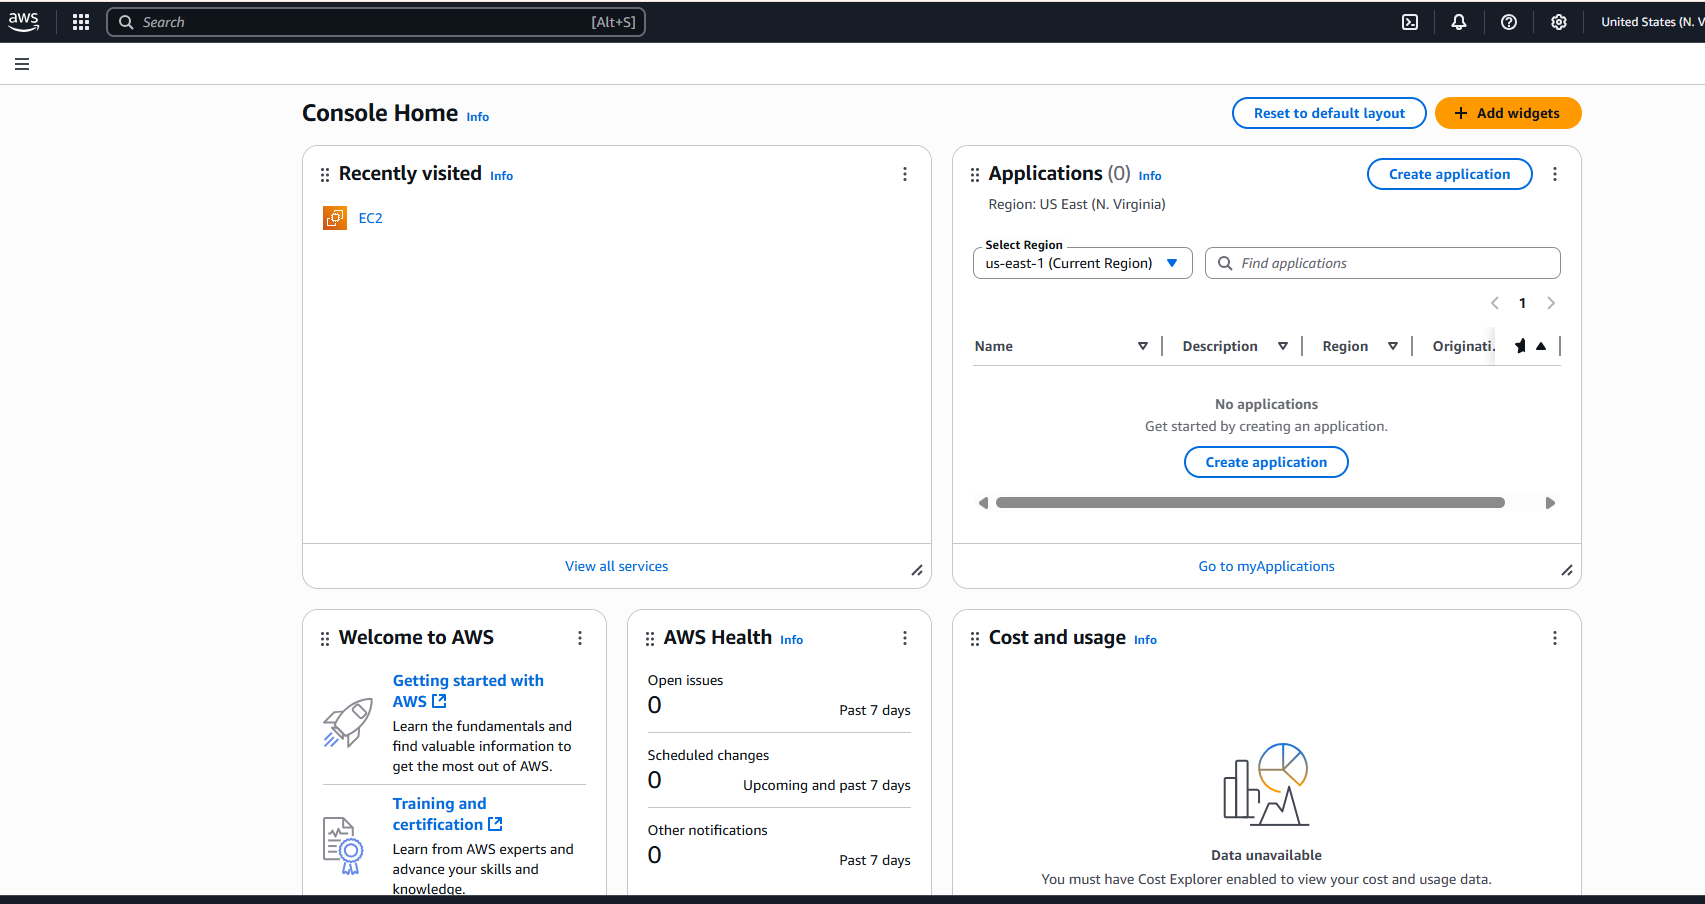 aws
Search [Alt+S]
United States (N. V
Console Home Info
Reset to default layout
+ Add widgets
Recently visited Info
EC2
View all services
Applications (0) Info
Create application
Region: US East (N. Virginia)
Select Region
us-east-1 (Current Region)
Find applications
1
Name Description Region Originati.
No applications
Get started by creating an application.
Create application
Go to myApplications
Welcome to AWS
Getting started with
AWS
Learn the fundamentals and
find valuable information to
get the most out of AWS.
Training and
certification
Learn from AWS experts and
advance your skills and
knowledge.
AWS Health Info
Open issues
0
Past 7 days
Scheduled changes
0
Upcoming and past 7 days
Other notifications
0
Past 7 days
Cost and usage Info
Data unavailable
You must have Cost Explorer enabled to view your cost and usage data.